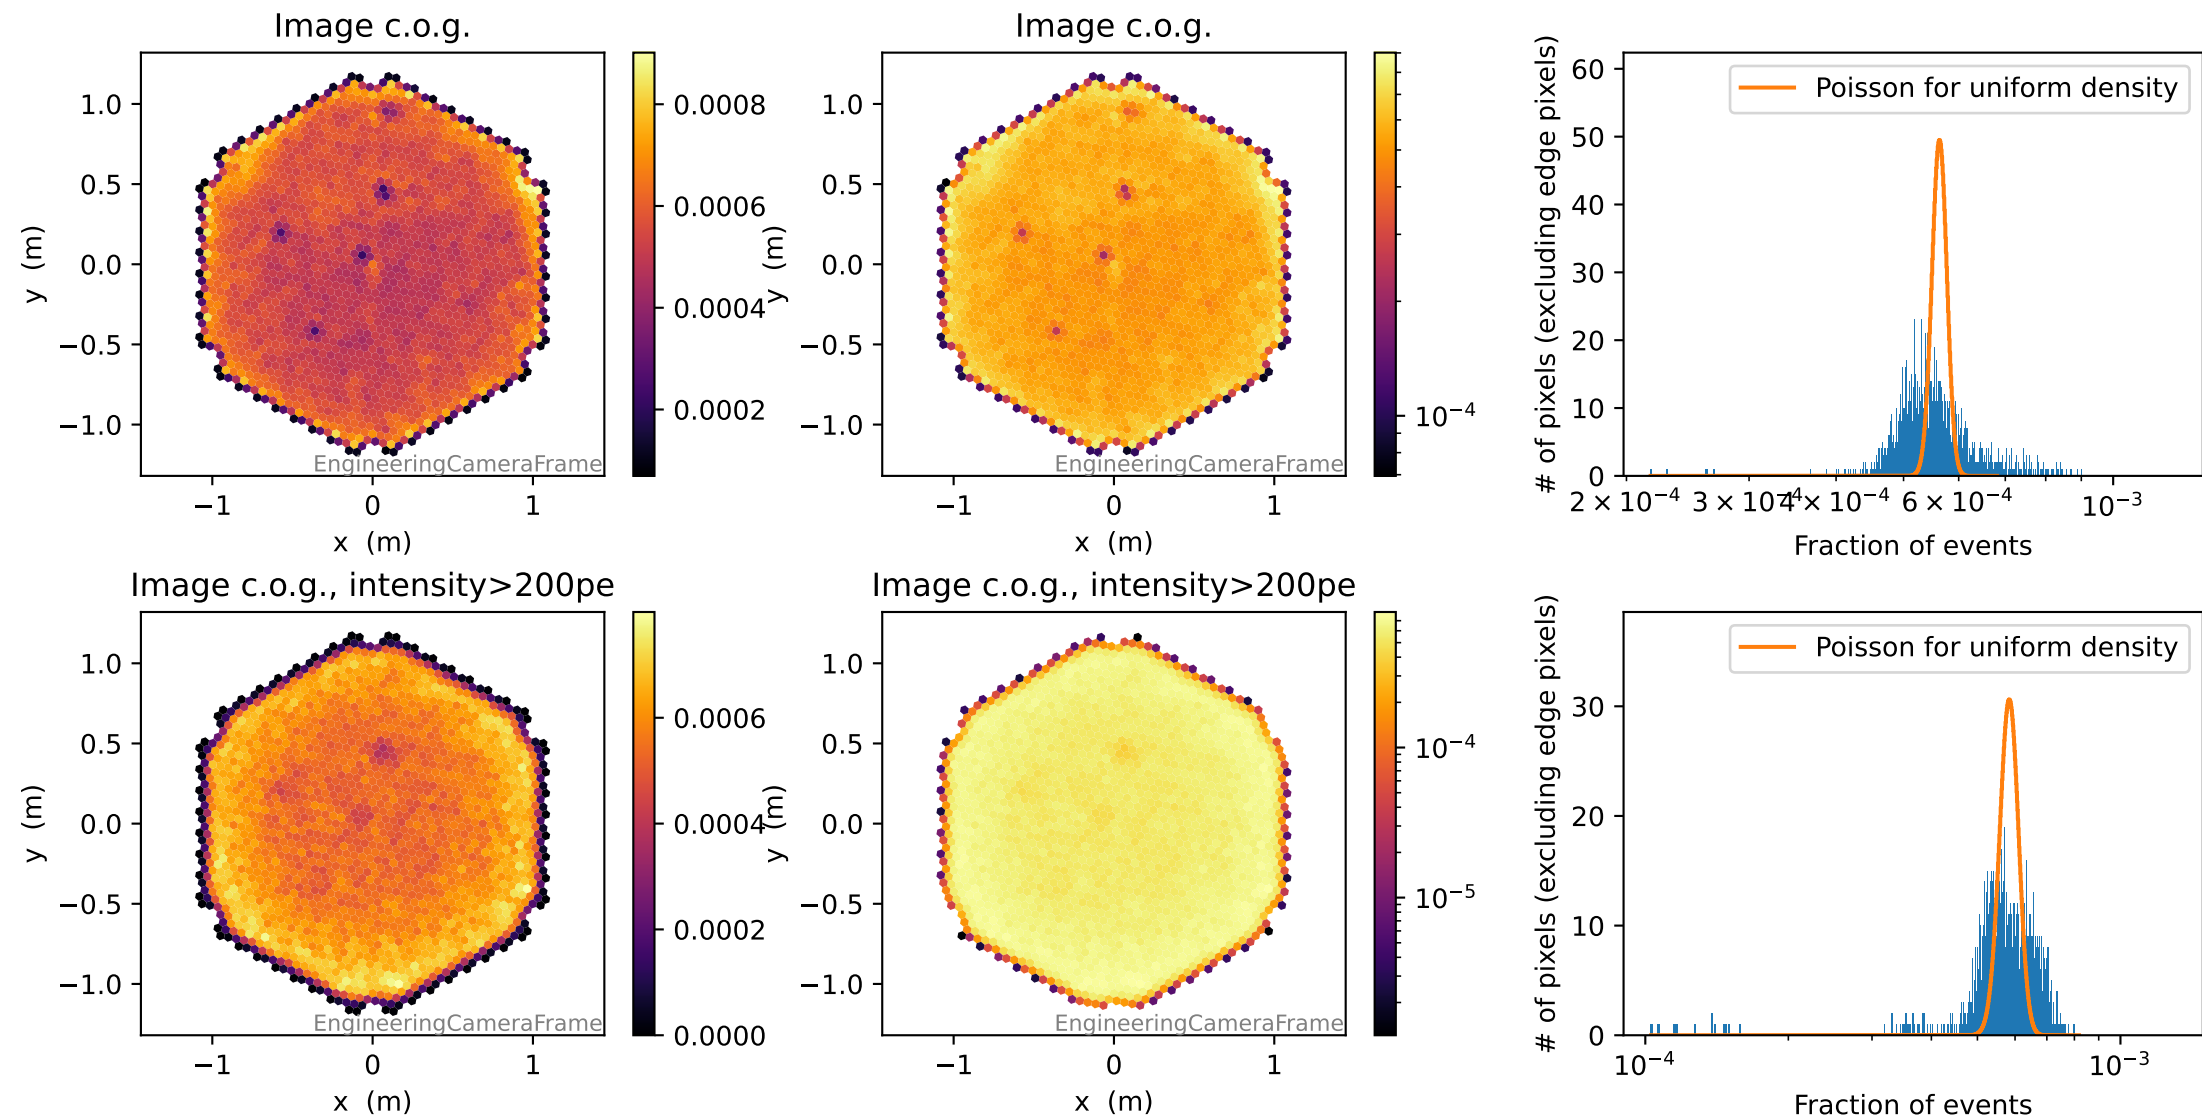 Image c.o.g.
1.0
0.5
0.0
−0.5
−1.0
y (m)
−1 0 1
x (m)
EngineeringCameraFrame
0.0008
0.0006
0.0004
0.0002
Image c.o.g.
1.0
0.5
0.0
−0.5
−1.0
y (m)
−1 0 1
x (m)
EngineeringCameraFrame
10⁻⁴
# of pixels (excluding edge pixels)
60
50
40
30
20
10
0
Poisson for uniform density
2 × 10⁻⁴ 3 × 10⁻⁴ 4 × 10⁻⁴ 6 × 10⁻⁴ 10⁻³
Fraction of events
Image c.o.g., intensity>200pe
1.0
0.5
0.0
−0.5
−1.0
y (m)
−1 0 1
x (m)
EngineeringCameraFrame
0.0006
0.0004
0.0002
0.0000
Image c.o.g., intensity>200pe
1.0
0.5
0.0
−0.5
−1.0
y (m)
−1 0 1
x (m)
EngineeringCameraFrame
10⁻⁴
10⁻⁵
# of pixels (excluding edge pixels)
30
20
10
0
Poisson for uniform density
10⁻⁴ 10⁻³
Fraction of events